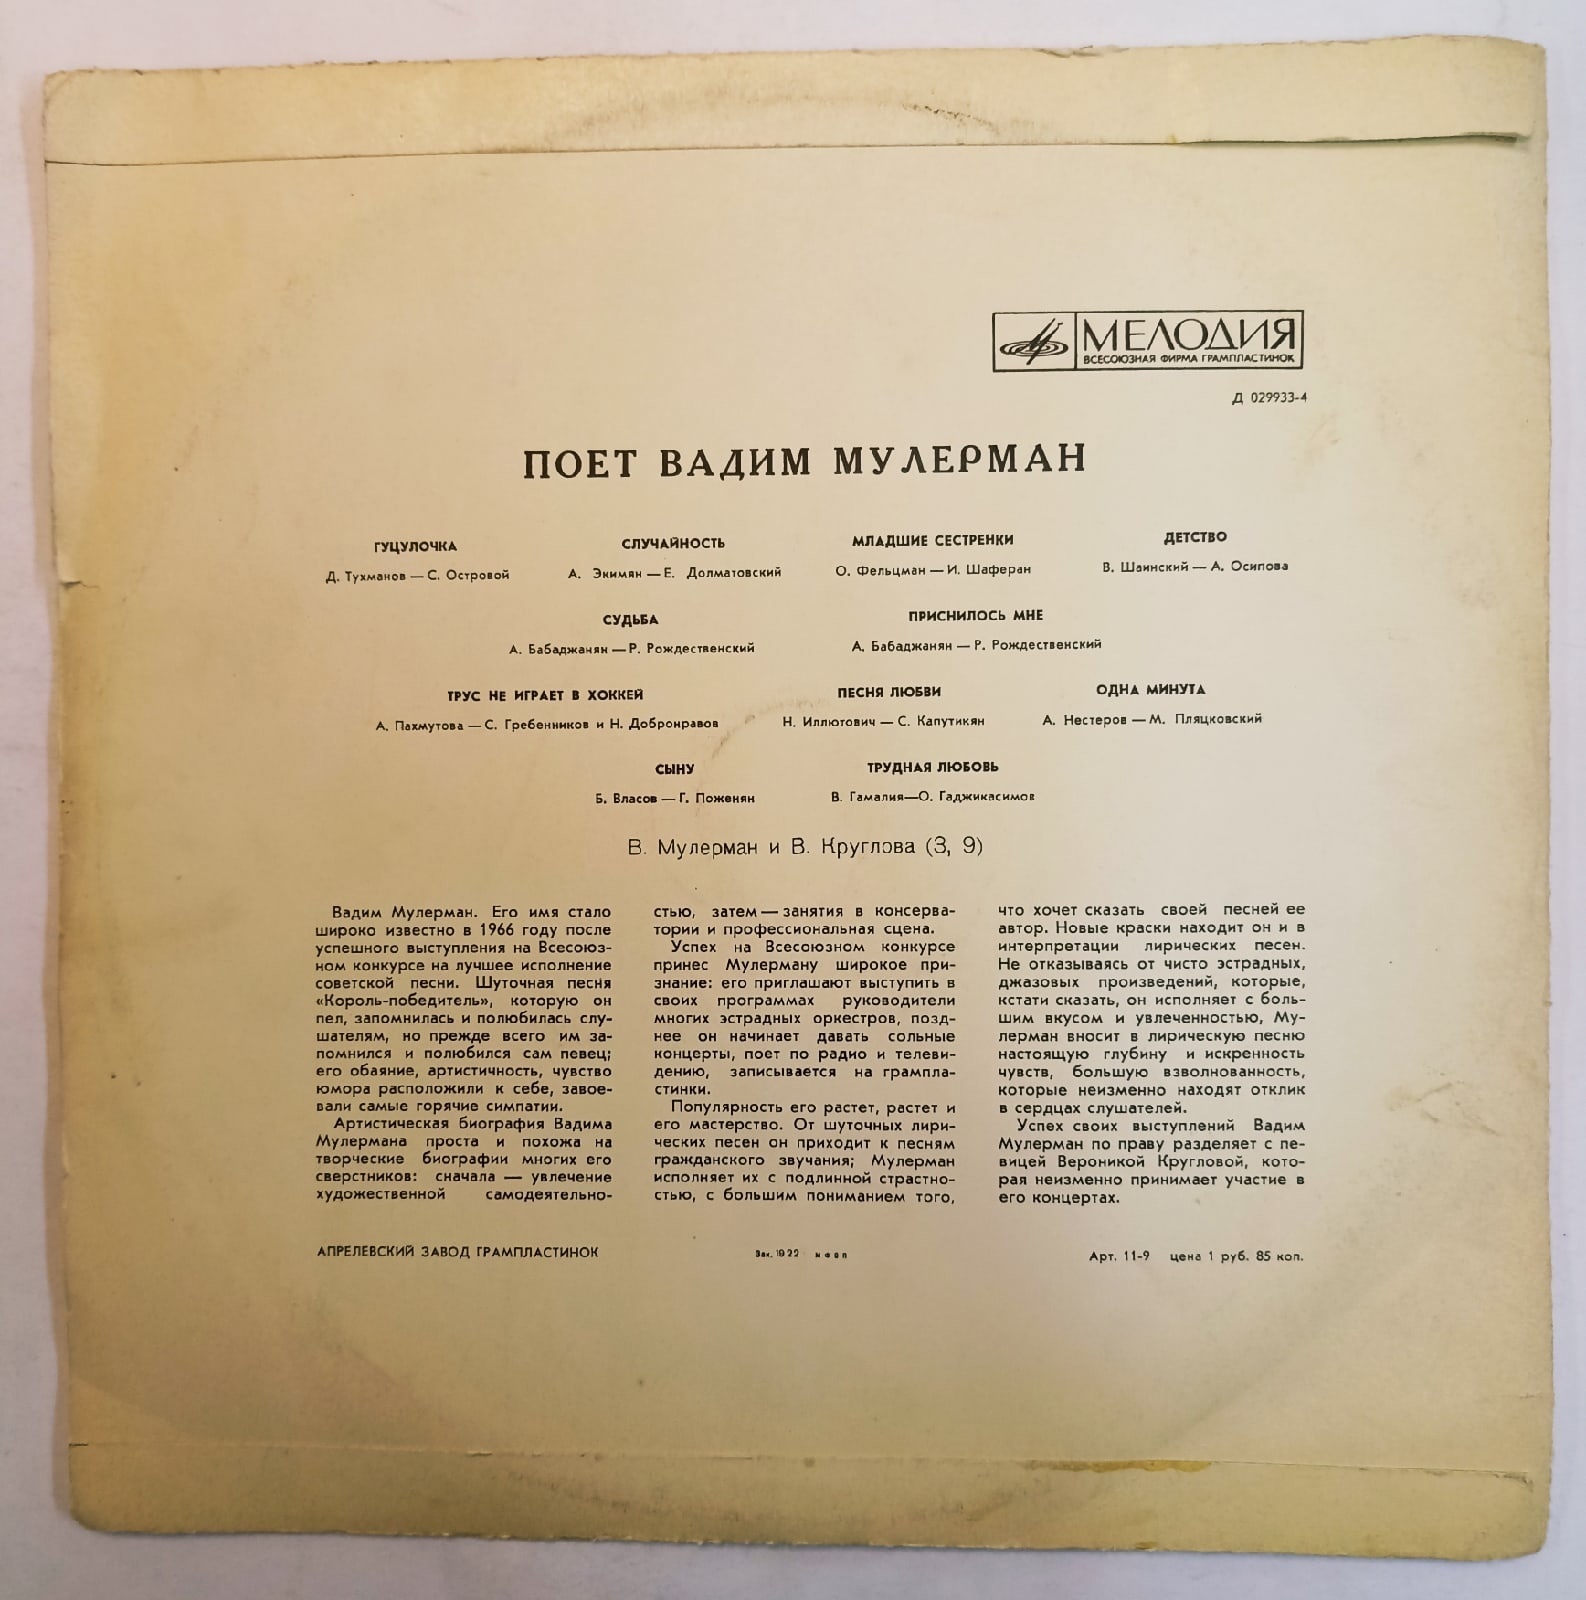 МЕЛОДИЯ
ВСЕСОЮЗНАЯ ФИРМА ГРАМПЛАСТИНОК
Д 029933-4
ПОЕТ ВАДИМ МУЛЕРМАН
ГУЦУЛОЧКА СЛУЧАЙНОСТЬ МЛАДШИЕ СЕСТРЕНКИ ДЕТСТВО
Д. Тухманов — С. Островой А. Экимян — Е. Долматовский О. Фельцман — И. Шаферан В. Шаинский — А. Осипова
СУДЬБА ПРИСНИЛОСЬ МНЕ
А. Бабаджанян — Р. Рождественский А. Бабаджанян — Р. Рождественский
ТРУС НЕ ИГРАЕТ В ХОККЕЙ ПЕСНЯ ЛЮБВИ ОДНА МИНУТА
А. Пахмутова — С. Гребенников и Н. Добронравов Н. Иллютович — С. Капутикян А. Нестеров — М. Пляцковский
СЫНУ ТРУДНАЯ ЛЮБОВЬ
Б. Власов — Г. Поженян В. Гамалия—О. Гаджикасимов
В. Мулерман и В. Круглова (3, 9)
Вадим Мулерман. Его имя стало
широко известно в 1966 году после
успешного выступления на Всесоюз-
ном конкурсе на лучшее исполнение
советской песни. Шуточная песня
«Король-победитель», которую он
пел, запомнилась и полюбилась слу-
шателям, но прежде всего им за-
помнился и полюбился сам певец;
его обаяние, артистичность, чувство
юмора расположили к себе, завое-
вали самые горячие симпатии.
Артистическая биография Вадима
Мулермана проста и похожа на
творческие биографии многих его
сверстников: сначала — увлечение
художественной самодеятельно-
стью, затем — занятия в консерва-
тории и профессиональная сцена.
Успех на Всесоюзном конкурсе
принес Мулерману широкое при-
знание: его приглашают выступить в
своих программах руководители
многих эстрадных оркестров, позд-
нее он начинает давать сольные
концерты, поет по радио и телеви-
дению, записывается на грампла-
стинки.
Популярность его растет, растет и
его мастерство. От шуточных лири-
ческих песен он приходит к песням
гражданского звучания; Мулерман
исполняет их с подлинной страстно-
стью, с большим пониманием того,
что хочет сказать своей песней ее
автор. Новые краски находит он и в
интерпретации лирических песен.
Не отказываясь от чисто эстрадных,
джазовых произведений, которые,
кстати сказать, он исполняет с боль-
шим вкусом и увлеченностью, Му-
лерман вносит в лирическую песню
настоящую глубину и искренность
чувств, большую взволнованность,
которые неизменно находят отклик
в сердцах слушателей.
Успех своих выступлений Вадим
Мулерман по праву разделяет с пе-
вицей Вероникой Кругловой, кото-
рая неизменно принимает участие в
его концертах.
АПРЕЛЕВСКИЙ ЗАВОД ГРАМПЛАСТИНОК Зак. 1922 Арт. 11-9 цена 1 руб. 85 коп.